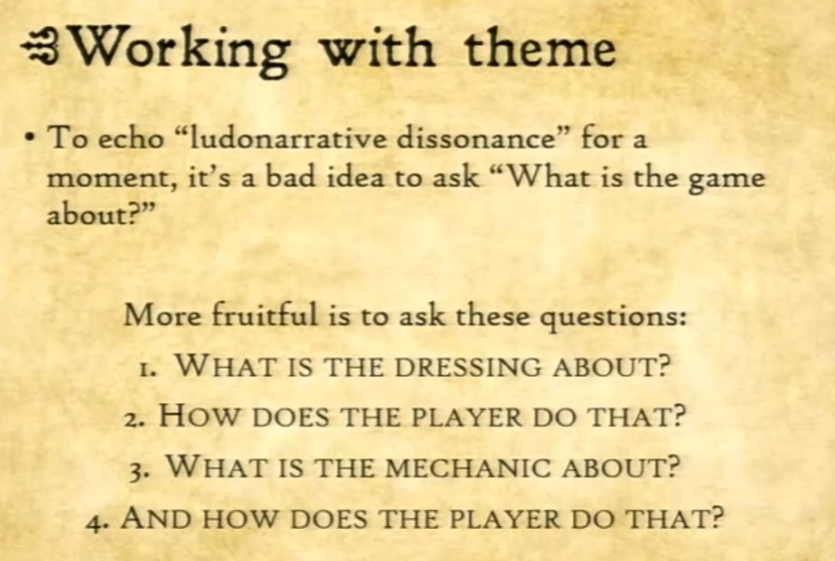 Working with theme
• To echo “ludonarrative dissonance” for a
moment, it’s a bad idea to ask “What is the game
about?”
More fruitful is to ask these questions:
1. What is the dressing about?
2. How does the player do that?
3. What is the mechanic about?
4. And how does the player do that?